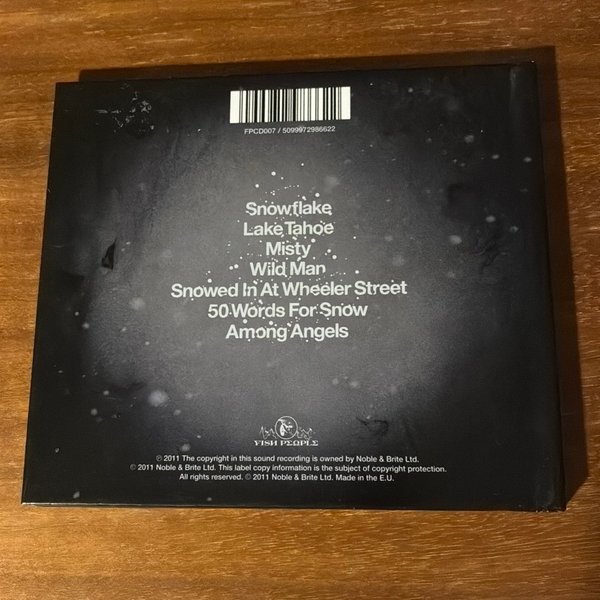 FPCD007 / 5099972986622
Snowflake
Lake Tahoe
Misty
Wild Man
Snowed In At Wheeler Street
50 Words For Snow
Among Angels
FISH PEOPLE
℗ 2011 The copyright in this sound recording is owned by Noble & Brite Ltd.
© 2011 Noble & Brite Ltd. This label copy information is the subject of copyright protection.
All rights reserved. © 2011 Noble & Brite Ltd. Made in the E.U.